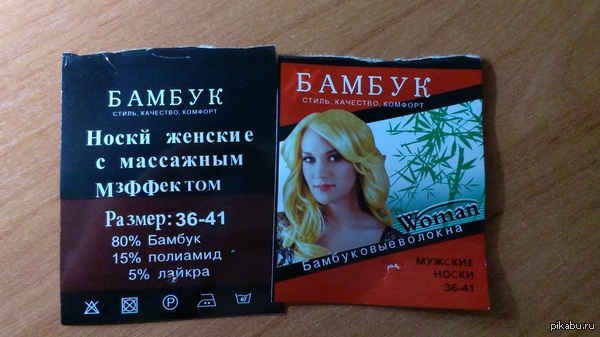 БАМБУК
СТИЛЬ, КАЧЕСТВО, КОМФОРТ
Носкй женские
с массажным
Мзффектом
Размер: 36-41
80% Бамбук
15% полиамид
5% лайкра
БАМБУК
СТИЛЬ, КАЧЕСТВО, КОМФОРТ
Woman
Бамбуковыеволокна
МУЖСКИЕ
НОСКИ
36-41
pikabu.ru